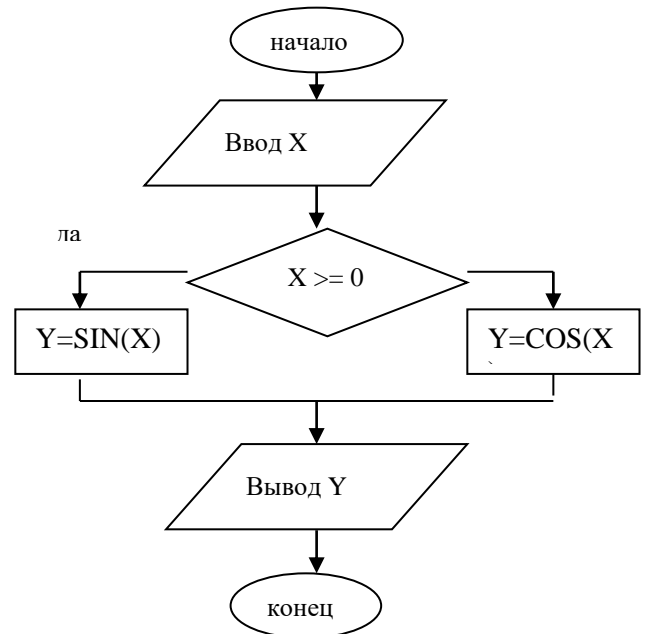 начало
Ввод X
да
X >= 0
Y=SIN(X)
Y=COS(X
Вывод Y
конец